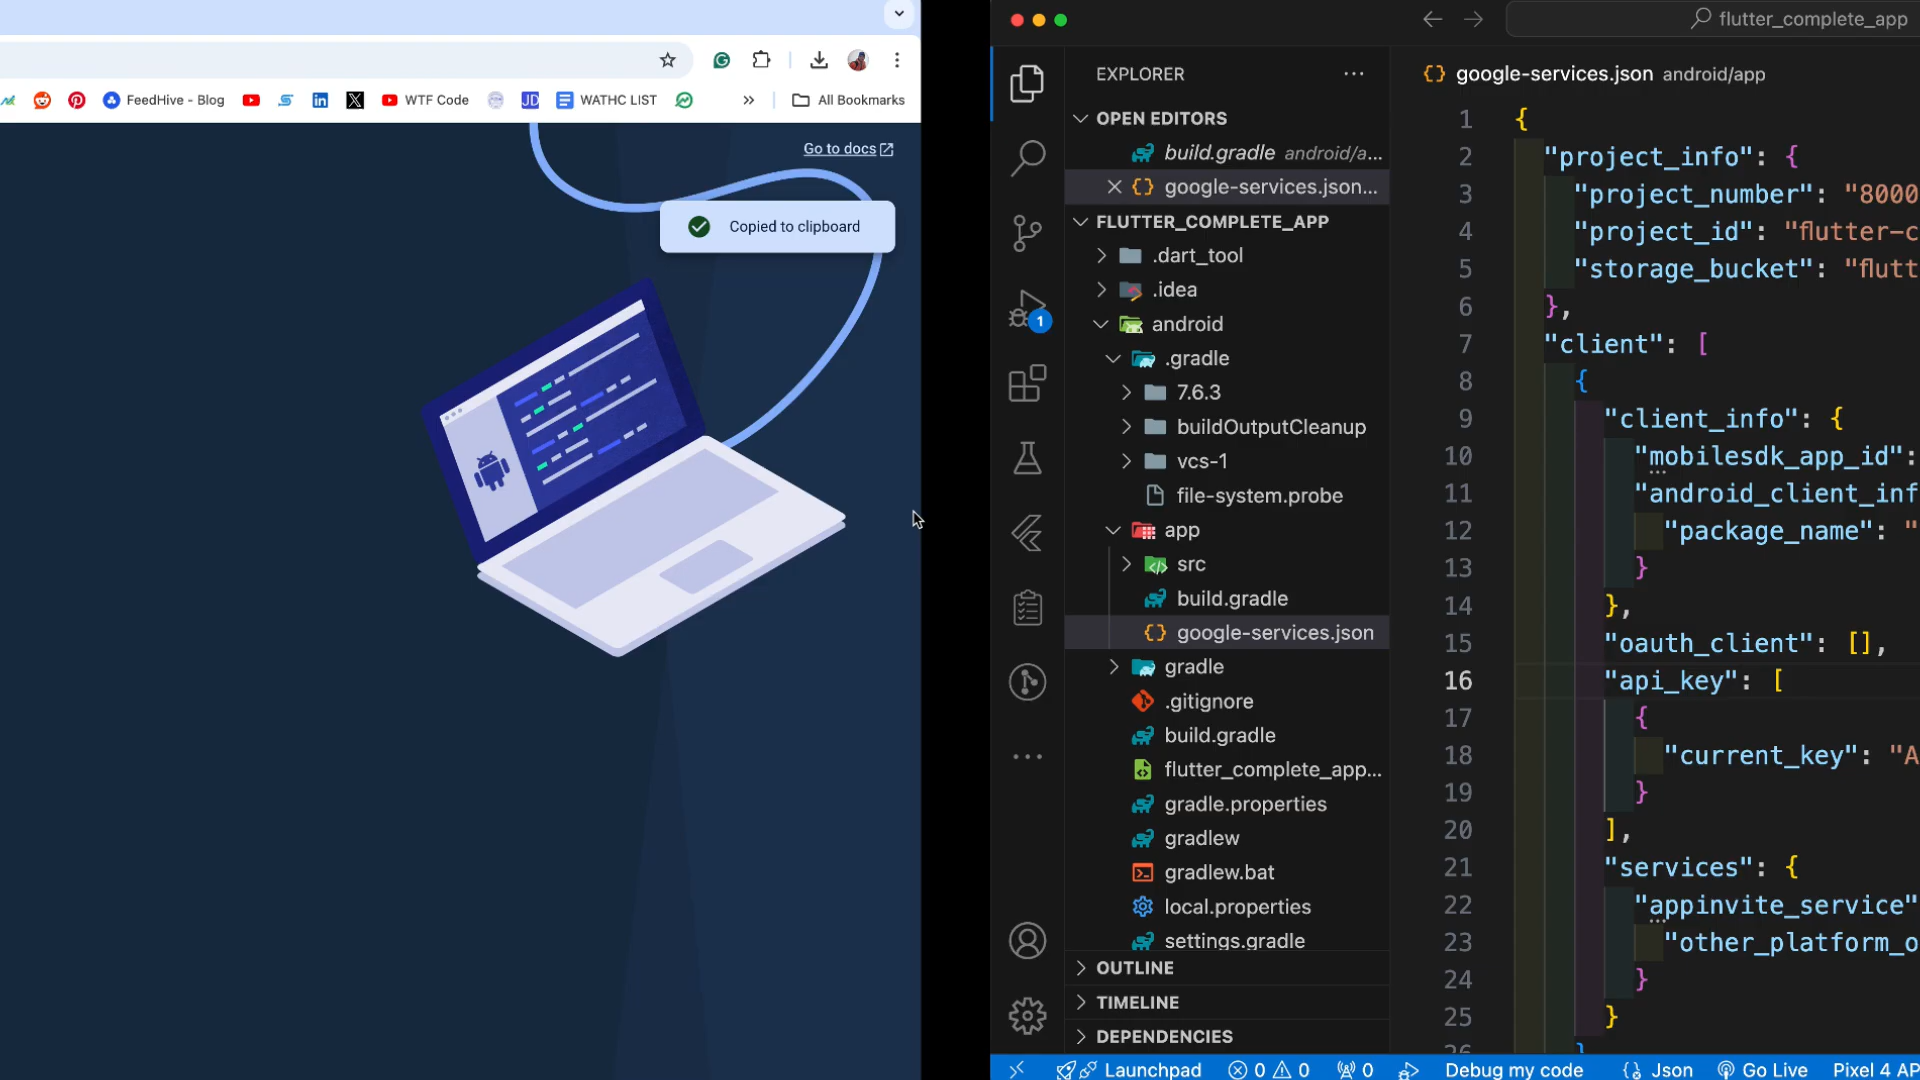 FeedHive - Blog
WTF Code
JD
WATHC LIST
All Bookmarks
Go to docs
Copied to clipboard
flutter_complete_app
EXPLORER
OPEN EDITORS
build.gradle android/a...
google-services.json...
FLUTTER_COMPLETE_APP
.dart_tool
.idea
android
.gradle
7.6.3
buildOutputCleanup
vcs-1
file-system.probe
app
src
build.gradle
google-services.json
gradle
.gitignore
build.gradle
flutter_complete_app...
gradle.properties
gradlew
gradlew.bat
local.properties
settings.gradle
OUTLINE
TIMELINE
DEPENDENCIES
1
{} google-services.json android/app
1 {
2 "project_info": {
3 "project_number": "8000
4 "project_id": "flutter-c
5 "storage_bucket": "flutt
6 },
7 "client": [
8 {
9 "client_info": {
10 "mobilesdk_app_id":
11 "android_client_inf
12 "package_name": "
13 }
14 },
15 "oauth_client": [],
16 "api_key": [
17 {
18 "current_key": "A
19 }
20 ],
21 "services": {
22 "appinvite_service"
23 "other_platform_o
24 }
25 }
Launchpad 0 0 0 Debug my code Json Go Live Pixel 4 AP